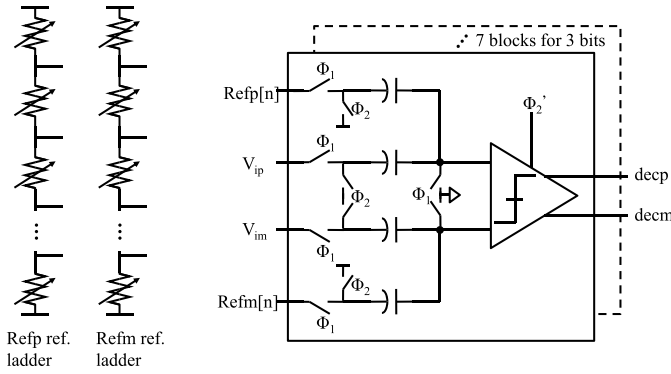 ⋰ 7 blocks for 3 bits
Φ1
Refp[n]
Φ2
Φ2'
Φ1
Vip
decp
Φ2
Φ1
decm
Vim
Φ1
Φ2
Refm[n]
Φ1
Refp ref. ladder
Refm ref. ladder